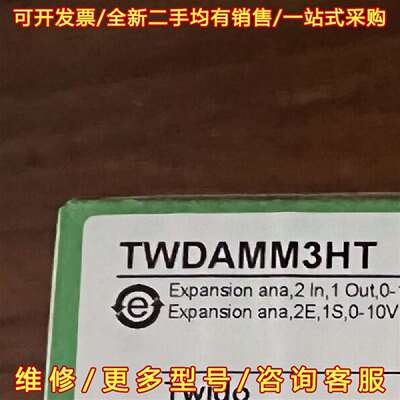 可开发票/全新二手均有销售/一站式采购
TWDAMM3HT
Expansion ana,2 In,1 Out,0-1
Expansion ana,2E,1S,0-10V
Twido
维修/更多型号/咨询客服